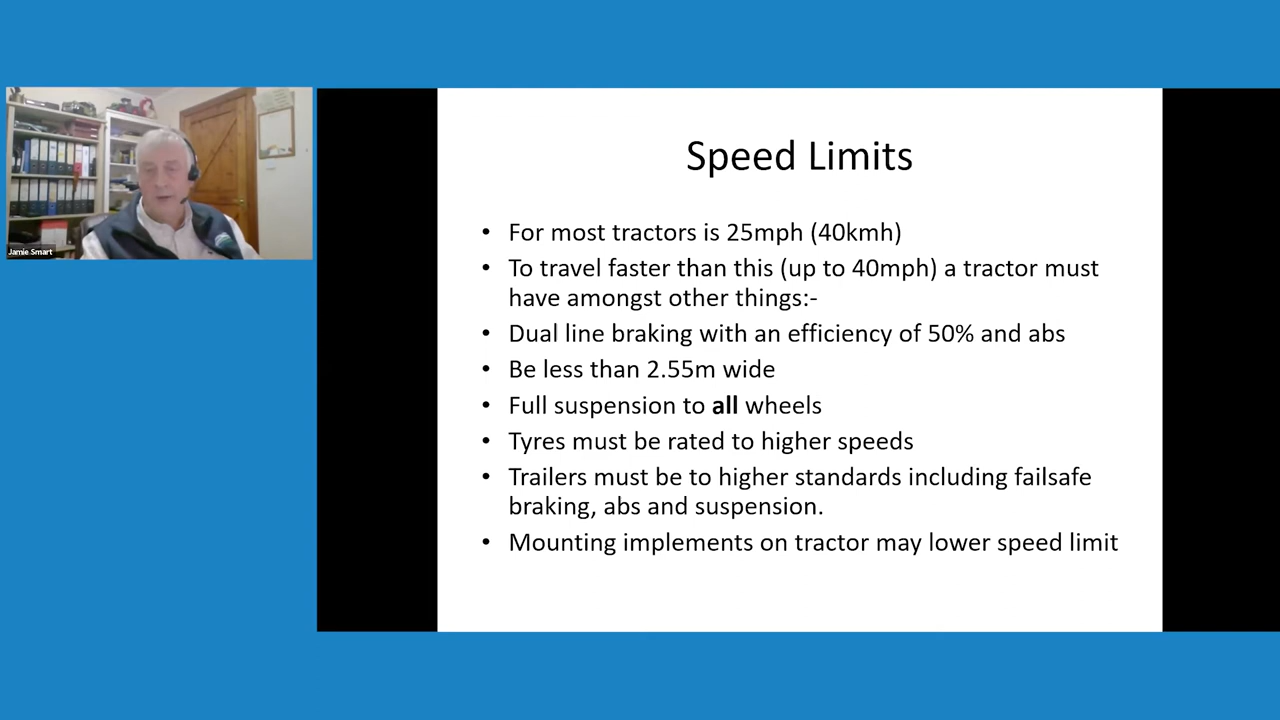 Jamie Smart
Speed Limits
• For most tractors is 25mph (40kmh)
• To travel faster than this (up to 40mph) a tractor must
have amongst other things:-
• Dual line braking with an efficiency of 50% and abs
• Be less than 2.55m wide
• Full suspension to all wheels
• Tyres must be rated to higher speeds
• Trailers must be to higher standards including failsafe
braking, abs and suspension.
• Mounting implements on tractor may lower speed limit